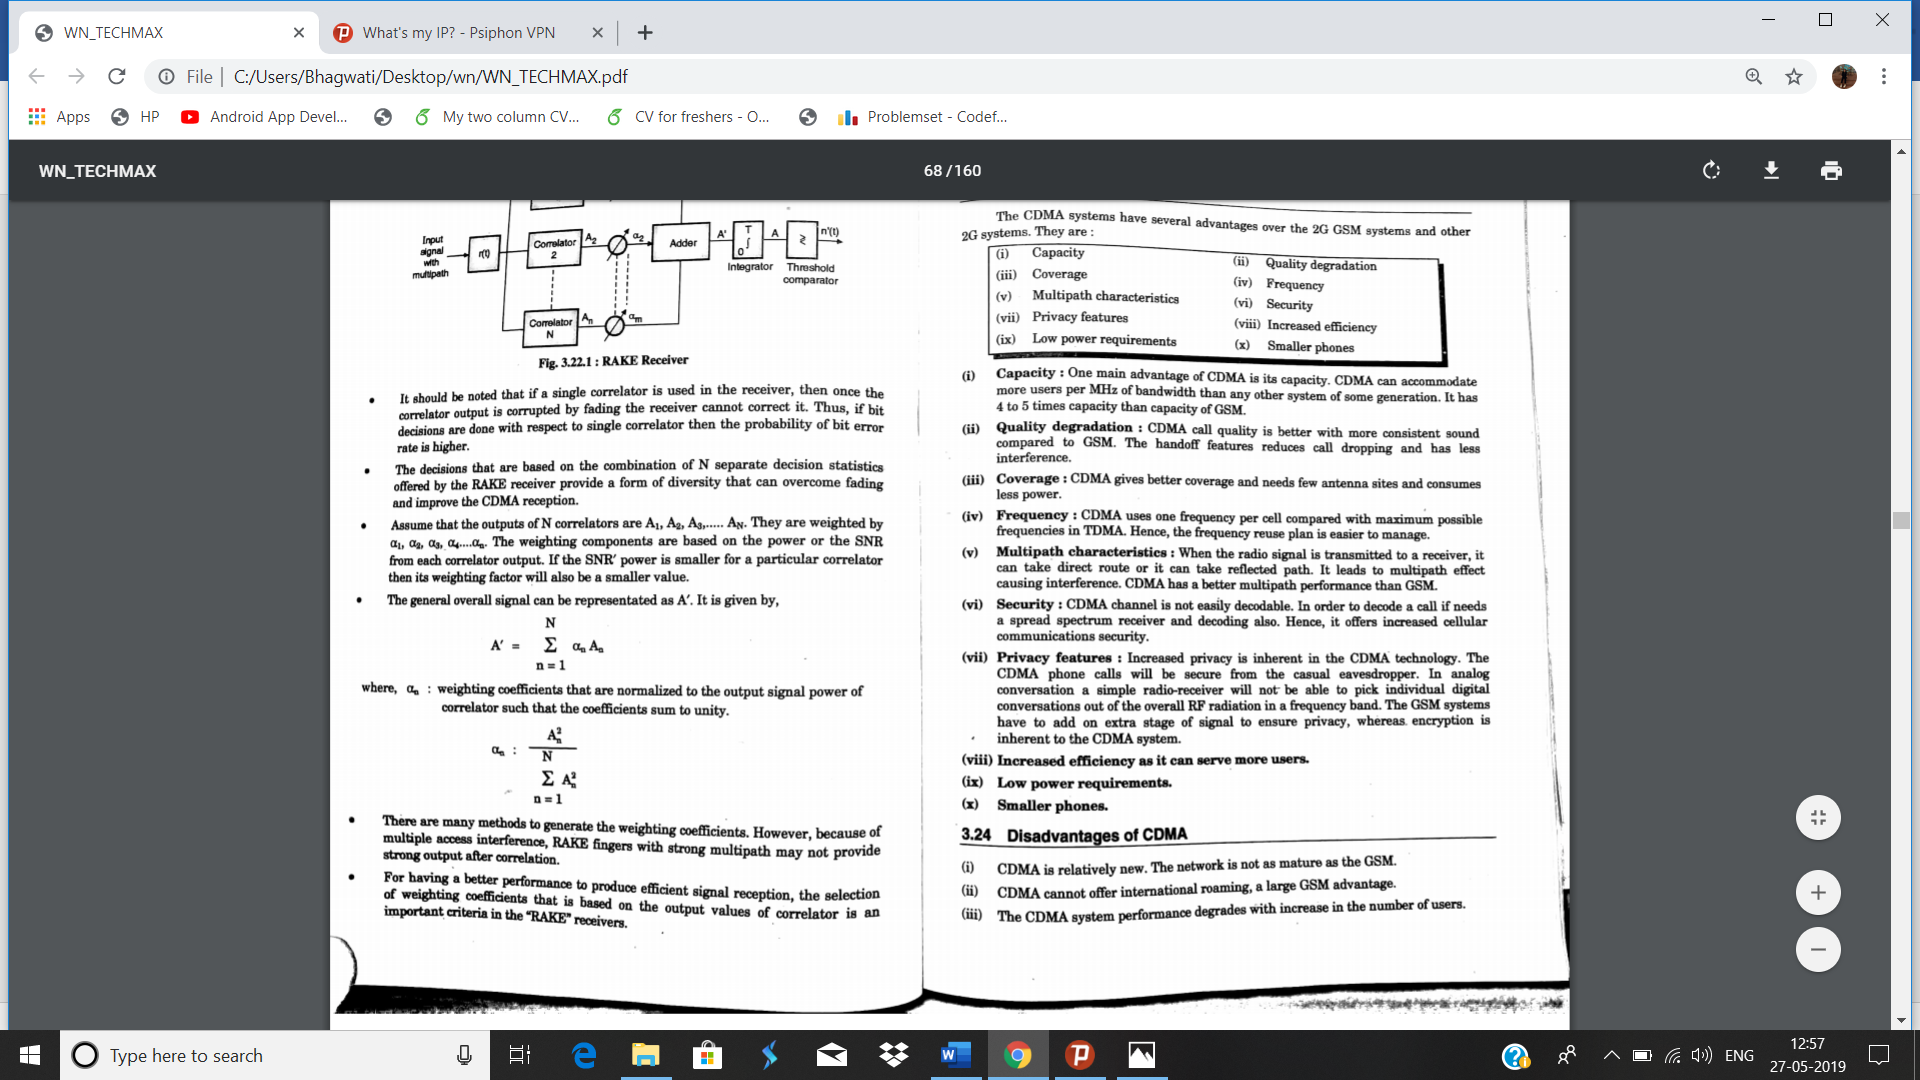 WN_TECHMAX
What's my IP? - Psiphon VPN
File | C:/Users/Bhagwati/Desktop/wn/WN_TECHMAX.pdf
Apps HP Android App Devel... My two column CV... CV for freshers - O... Problemset - Codef...
WN_TECHMAX
68 / 160
Input
signal
with
multipath
r(t)
Correlator
2
A2
α2
Adder
A'
T
∫
0
Integrator
A
≥
Threshold
comparator
n'(t)
Correlator
N
An
αm
Fig. 3.22.1 : RAKE Receiver
• It should be noted that if a single correlator is used in the receiver, then once the
correlator output is corrupted by fading the receiver cannot correct it. Thus, if bit
decisions are done with respect to single correlator then the probability of bit error
rate is higher.
• The decisions that are based on the combination of N separate decision statistics
offered by the RAKE receiver provide a form of diversity that can overcome fading
and improve the CDMA reception.
• Assume that the outputs of N correlators are A1, A2, A3,..... AN. They are weighted by
α1, α2, α3, α4....αn. The weighting components are based on the power or the SNR
from each correlator output. If the SNR' power is smaller for a particular correlator
then its weighting factor will also be a smaller value.
• The general overall signal can be representated as A'. It is given by,
N
A' = Σ αn An
n = 1
where, αn : weighting coefficients that are normalized to the output signal power of
correlator such that the coefficients sum to unity.
A²n
αn :
N
Σ A²n
n = 1
• There are many methods to generate the weighting coefficients. However, because of
multiple access interference, RAKE fingers with strong multipath may not provide
strong output after correlation.
• For having a better performance to produce efficient signal reception, the selection
of weighting coefficients that is based on the output values of correlator is an
important criteria in the "RAKE" receivers.
The CDMA systems have several advantages over the 2G GSM systems and other
2G systems. They are :
(i) Capacity (ii) Quality degradation
(iii) Coverage (iv) Frequency
(v) Multipath characteristics (vi) Security
(vii) Privacy features (viii) Increased efficiency
(ix) Low power requirements (x) Smaller phones
(i) Capacity : One main advantage of CDMA is its capacity. CDMA can accommodate
more users per MHz of bandwidth than any other system of some generation. It has
4 to 5 times capacity than capacity of GSM.
(ii) Quality degradation : CDMA call quality is better with more consistent sound
compared to GSM. The handoff features reduces call dropping and has less
interference.
(iii) Coverage : CDMA gives better coverage and needs few antenna sites and consumes
less power.
(iv) Frequency : CDMA uses one frequency per cell compared with maximum possible
frequencies in TDMA. Hence, the frequency reuse plan is easier to manage.
(v) Multipath characteristics : When the radio signal is transmitted to a receiver, it
can take direct route or it can take reflected path. It leads to multipath effect
causing interference. CDMA has a better multipath performance than GSM.
(vi) Security : CDMA channel is not easily decodable. In order to decode a call if needs
a spread spectrum receiver and decoding also. Hence, it offers increased cellular
communications security.
(vii) Privacy features : Increased privacy is inherent in the CDMA technology. The
CDMA phone calls will be secure from the casual eavesdropper. In analog
conversation a simple radio-receiver will not be able to pick individual digital
conversations out of the overall RF radiation in a frequency band. The GSM systems
have to add on extra stage of signal to ensure privacy, whereas encryption is
inherent to the CDMA system.
(viii) Increased efficiency as it can serve more users.
(ix) Low power requirements.
(x) Smaller phones.
3.24 Disadvantages of CDMA
(i) CDMA is relatively new. The network is not as mature as the GSM.
(ii) CDMA cannot offer international roaming, a large GSM advantage.
(iii) The CDMA system performance degrades with increase in the number of users.
Type here to search
ENG
12:57
27-05-2019